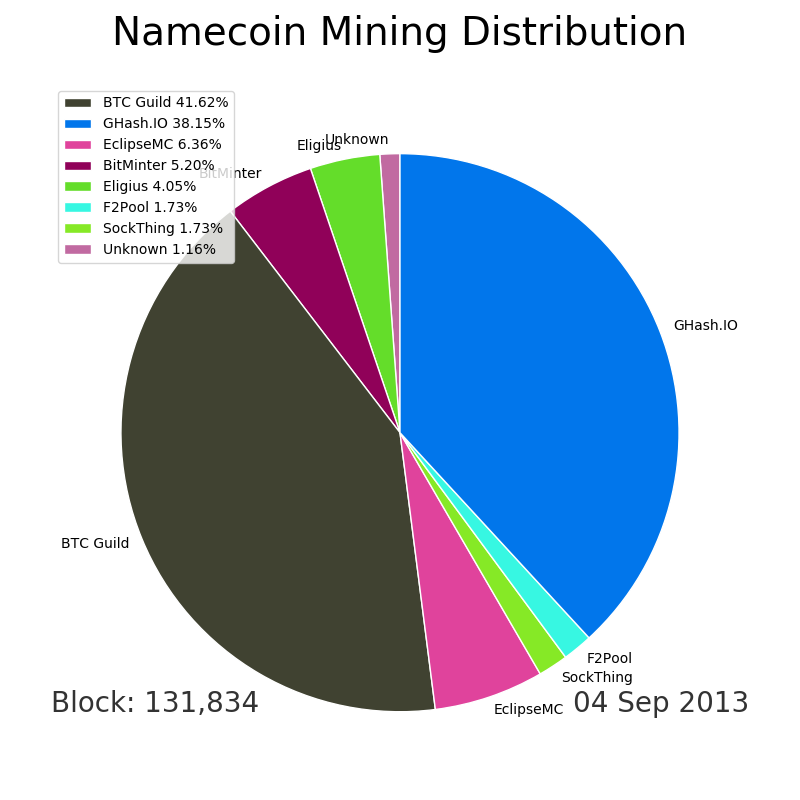 Namecoin Mining Distribution
BTC Guild 41.62%
GHash.IO 38.15%
EclipseMC 6.36%
BitMinter 5.20%
Eligius 4.05%
F2Pool 1.73%
SockThing 1.73%
Unknown 1.16%
Unknown
Eligius
BitMinter
GHash.IO
BTC Guild
F2Pool
SockThing
EclipseMC
Block: 131,834
04 Sep 2013